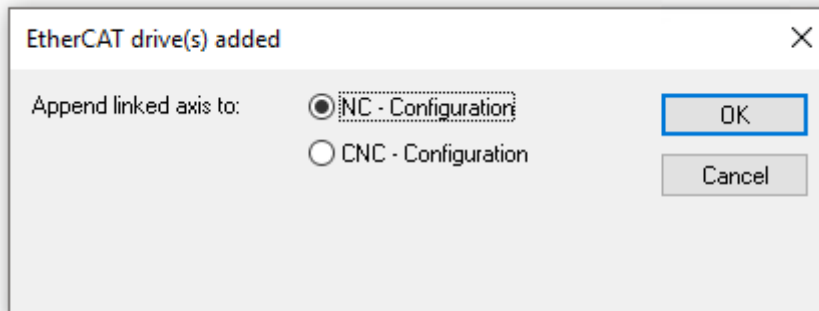 EtherCAT drive(s) added
Append linked axis to:
NC - Configuration
OK
CNC - Configuration
Cancel